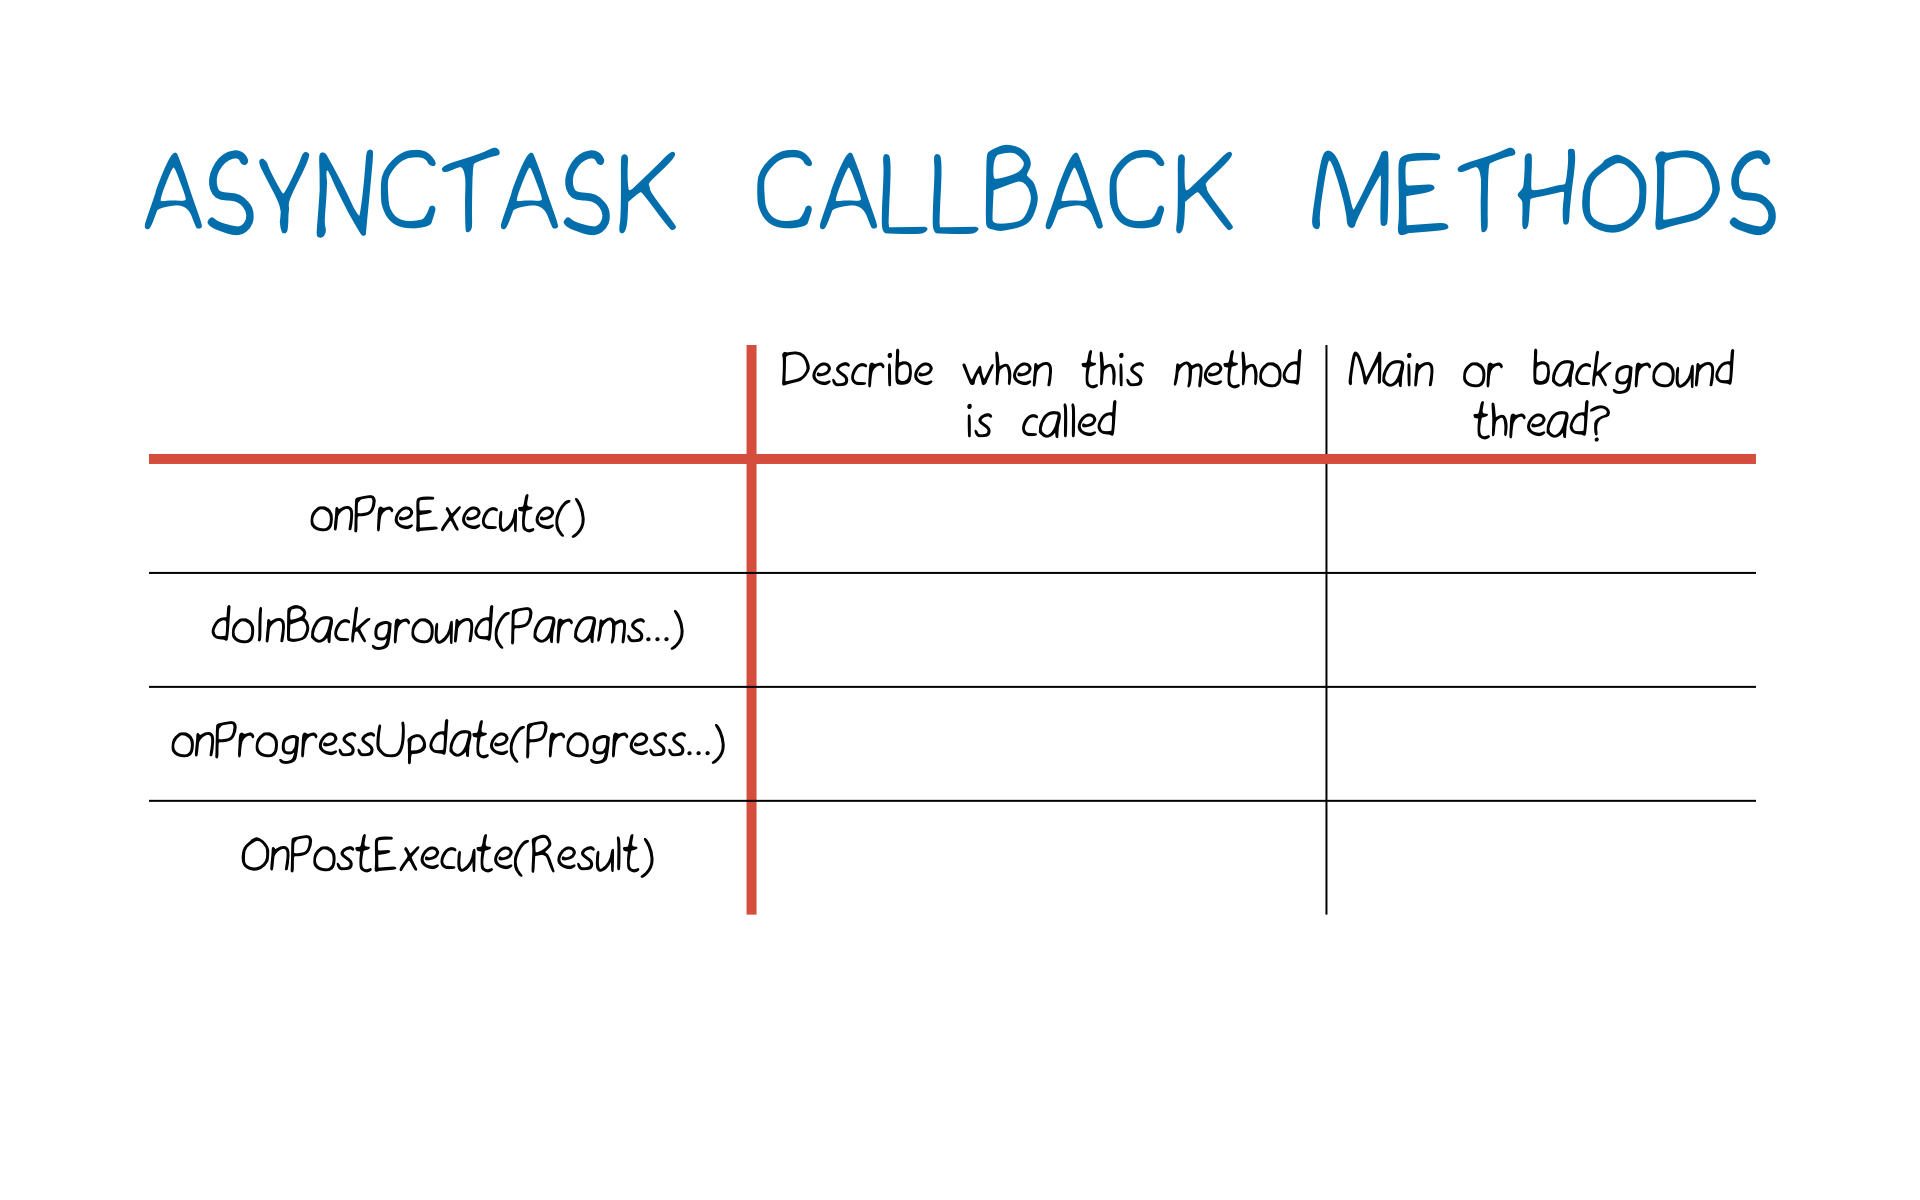 ASYNCTASK CALLBACK METHODS
Describe when this method
is called
Main or background
thread?
onPreExecute()
doInBackground(Params...)
onProgressUpdate(Progress...)
OnPostExecute(Result)